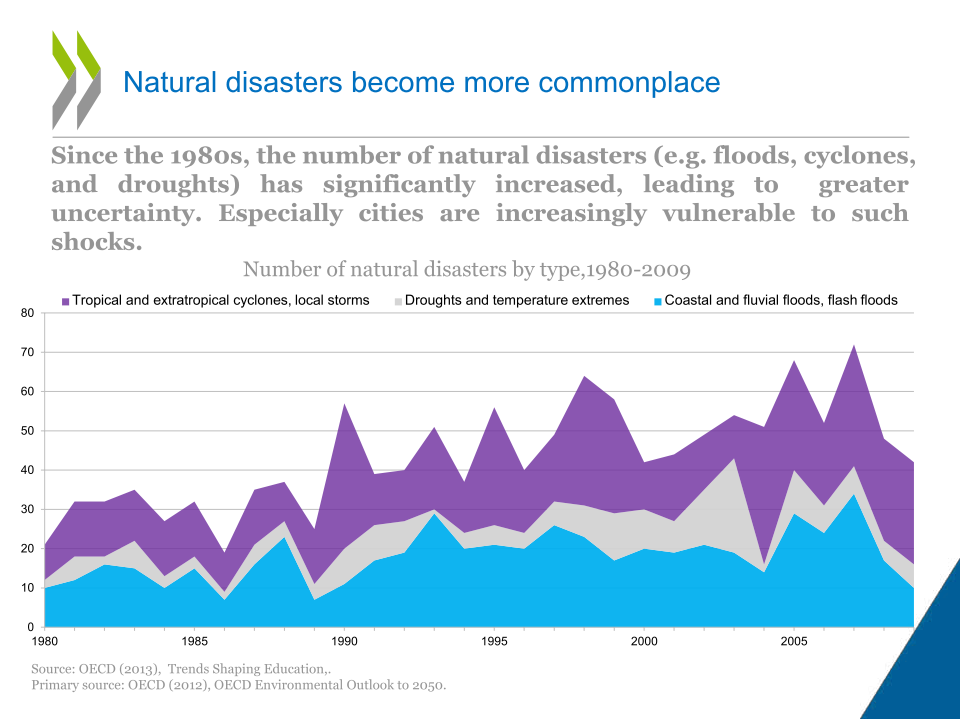 Natural disasters become more commonplace
Since the 1980s, the number of natural disasters (e.g. floods, cyclones,
and droughts) has significantly increased, leading to greater
uncertainty. Especially cities are increasingly vulnerable to such
shocks.
Number of natural disasters by type,1980-2009
Tropical and extratropical cyclones, local storms
Droughts and temperature extremes
Coastal and fluvial floods, flash floods
80
70
60
50
40
30
20
10
0
1980
1985
1990
1995
2000
2005
Source: OECD (2013), Trends Shaping Education,.
Primary source: OECD (2012), OECD Environmental Outlook to 2050.